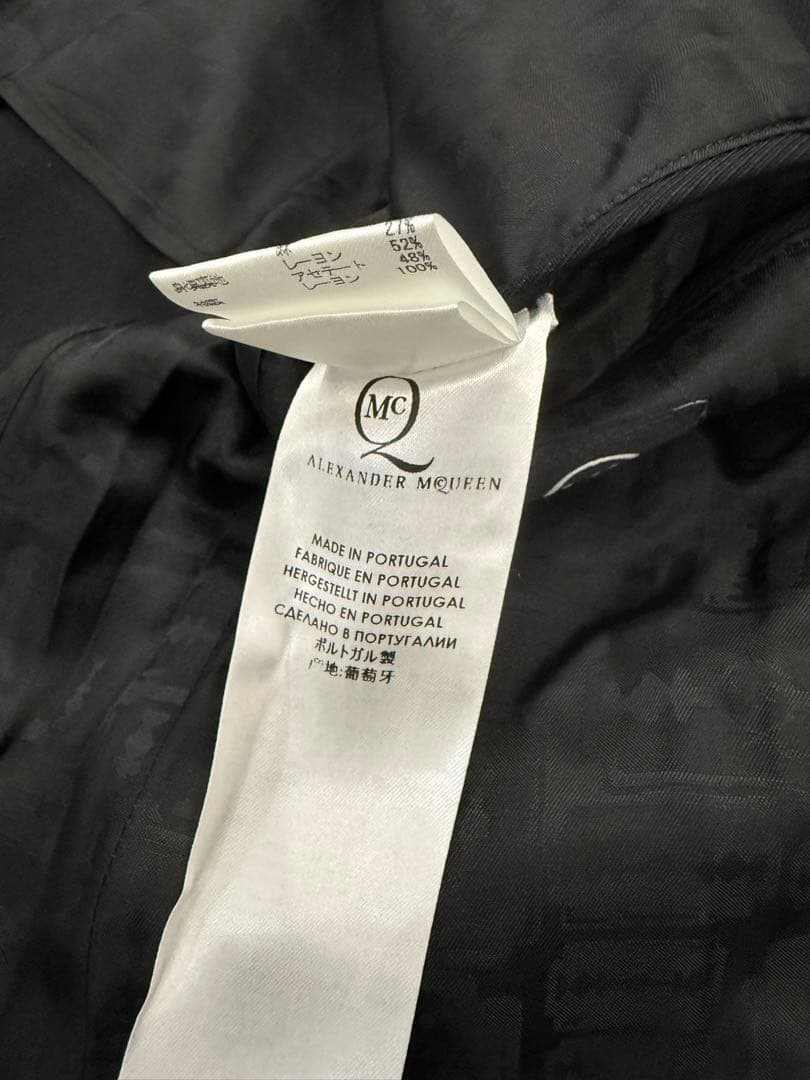 27%
レーヨン 52%
アセテート 48%
レーヨン 100%
McQ
ALEXANDER MCQUEEN
MADE IN PORTUGAL
FABRIQUE EN PORTUGAL
HERGESTELLT IN PORTUGAL
HECHO EN PORTUGAL
СДЕЛАНО В ПОРТУГАЛИИ
ポルトガル製
产地:葡萄牙